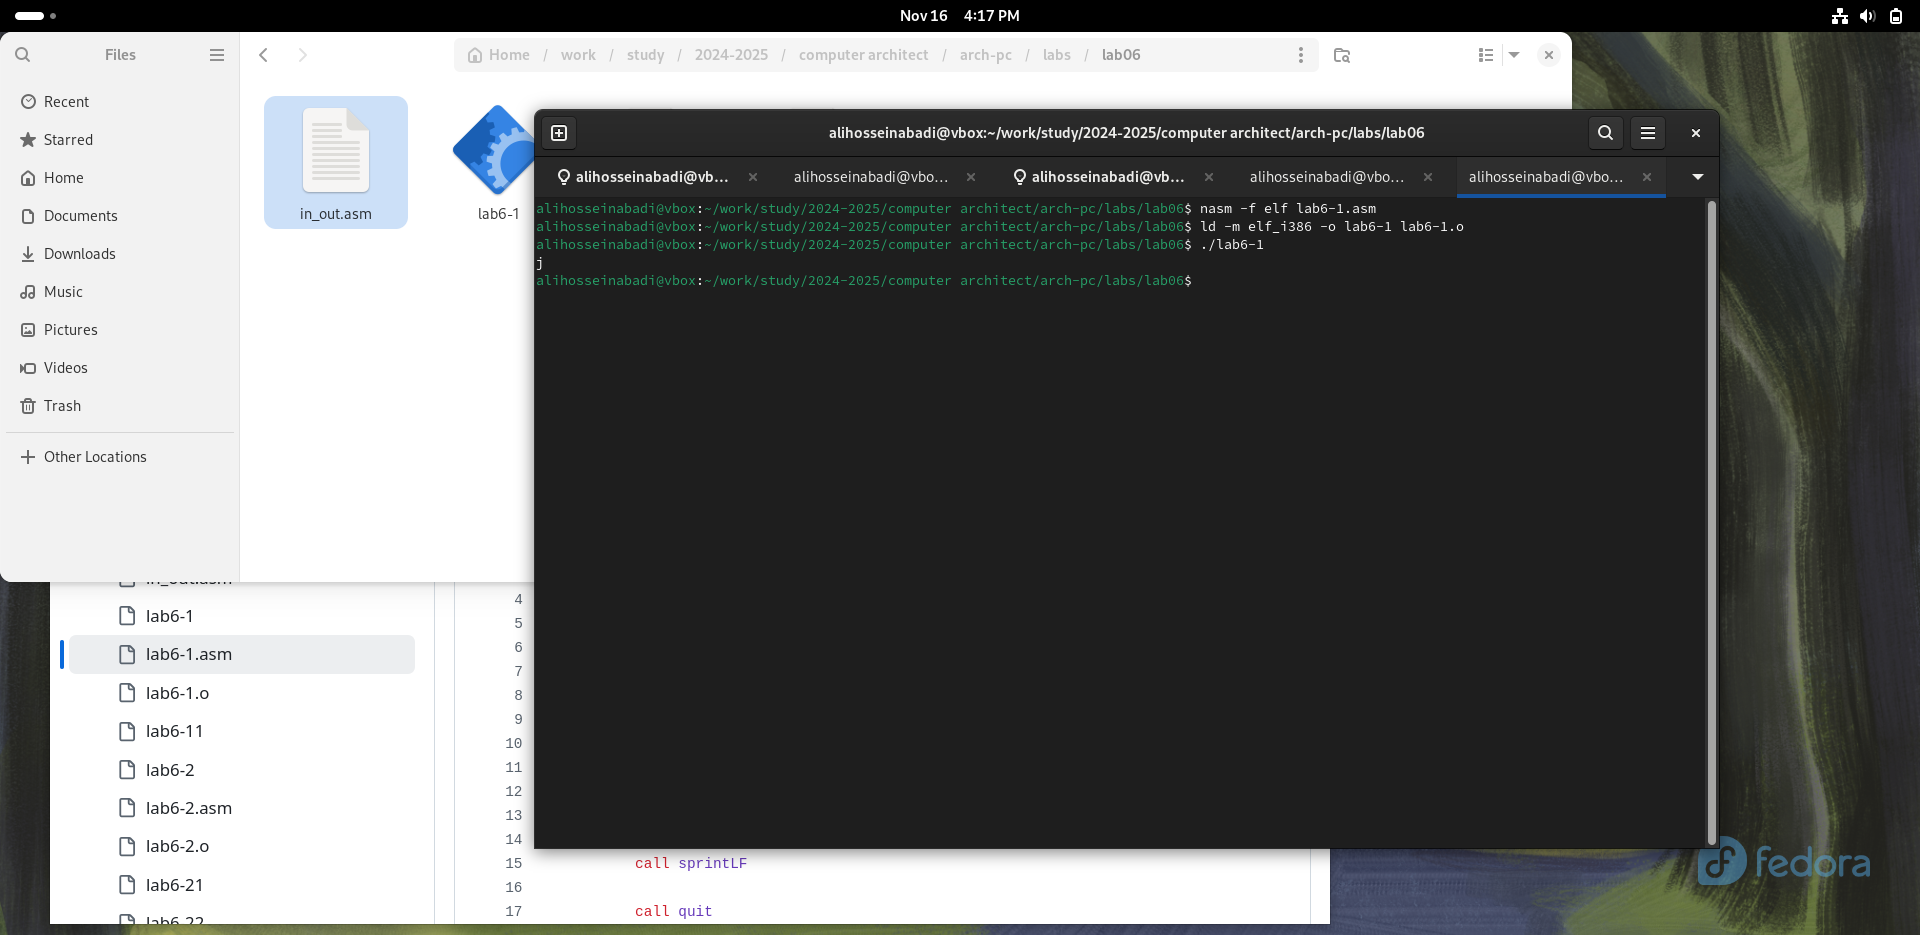 Nov 16 4:17 PM
Files
Home / work / study / 2024-2025 / computer architect / arch-pc / labs / lab06
Recent
Starred
Home
Documents
Downloads
Music
Pictures
Videos
Trash
Other Locations
in_out.asm
lab6-1
alihosseinabadi@vbox:~/work/study/2024-2025/computer architect/arch-pc/labs/lab06
alihosseinabadi@vb... alihosseinabadi@vbo... alihosseinabadi@vb... alihosseinabadi@vbo... alihosseinabadi@vbo...
alihosseinabadi@vbox:~/work/study/2024-2025/computer architect/arch-pc/labs/lab06$ nasm -f elf lab6-1.asm
alihosseinabadi@vbox:~/work/study/2024-2025/computer architect/arch-pc/labs/lab06$ ld -m elf_i386 -o lab6-1 lab6-1.o
alihosseinabadi@vbox:~/work/study/2024-2025/computer architect/arch-pc/labs/lab06$ ./lab6-1
j
alihosseinabadi@vbox:~/work/study/2024-2025/computer architect/arch-pc/labs/lab06$
in_out.asm
lab6-1
lab6-1.asm
lab6-1.o
lab6-11
lab6-2
lab6-2.asm
lab6-2.o
lab6-21
lab6-22
4
5
6
7
8
9
10
11
12
13
14
15 call sprintLF
16
17 call quit
fedora